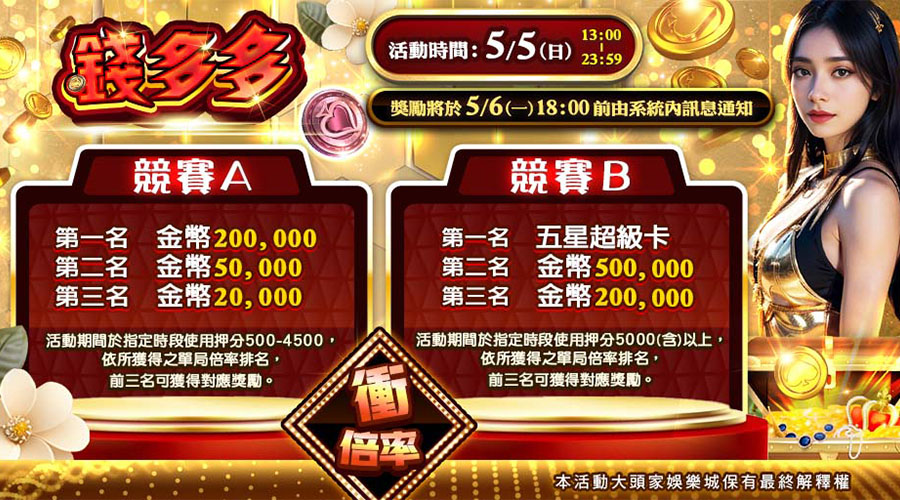 錢多多
活動時間：5/5(日) 13:00-23:59
獎勵將於5/6(一)18:00前由系統內訊息通知
競賽A
第一名 金幣200,000
第二名 金幣50,000
第三名 金幣20,000
活動期間於指定時段使用押分500-4500，
依所獲得之單局倍率排名，
前三名可獲得對應獎勵。
競賽B
第一名 五星超級卡
第二名 金幣500,000
第三名 金幣200,000
活動期間於指定時段使用押分5000(含)以上，
依所獲得之單局倍率排名，
前三名可獲得對應獎勵。
衝
倍率
本活動大頭家娛樂城保有最終解釋權